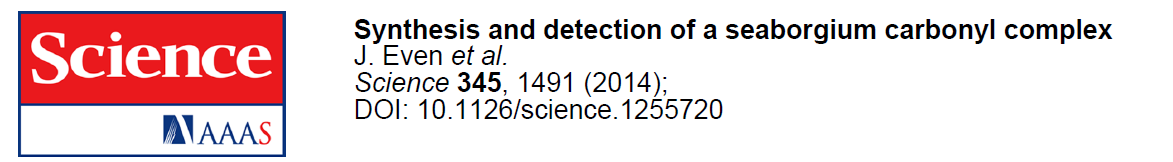 Science
AAAS
Synthesis and detection of a seaborgium carbonyl complex
J. Even et al.
Science 345, 1491 (2014);
DOI: 10.1126/science.1255720